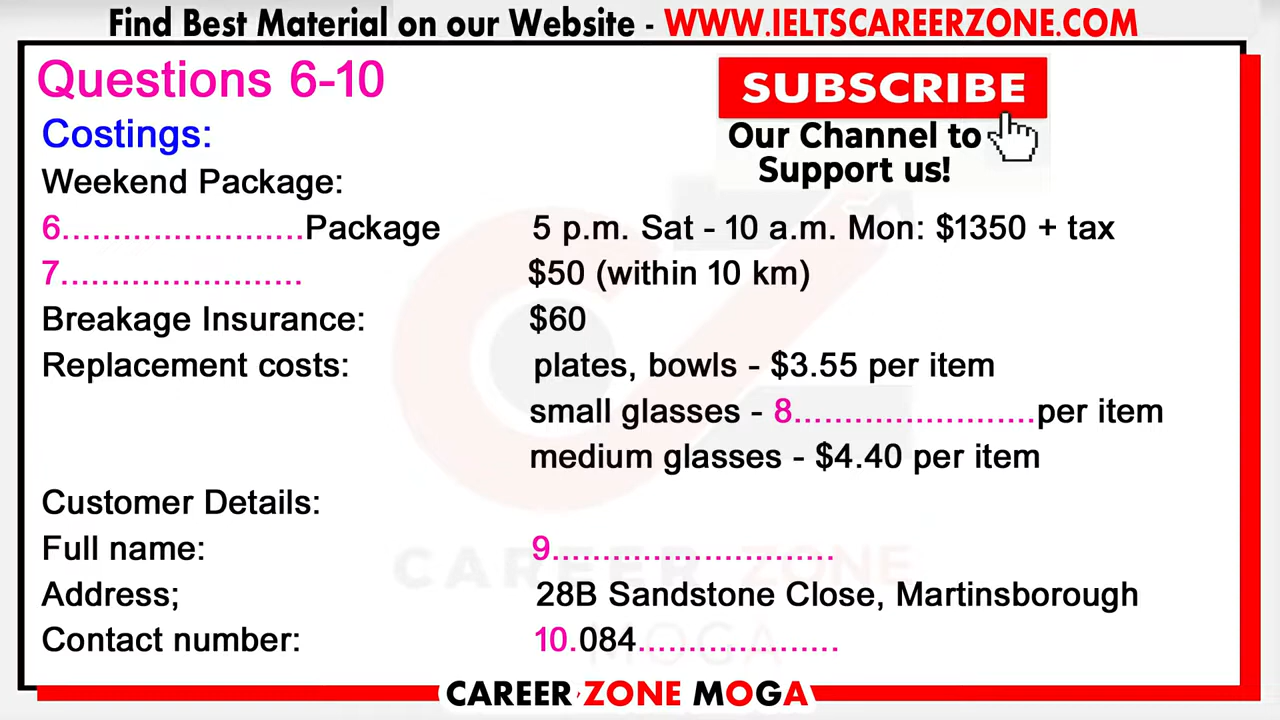 Find Best Material on our Website - WWW.IELTSCAREERZONE.COM
Questions 6-10
SUBSCRIBE
Our Channel to
Support us!
Costings:
Weekend Package:
6........................Package 5 p.m. Sat - 10 a.m. Mon: $1350 + tax
7........................ $50 (within 10 km)
Breakage Insurance: $60
Replacement costs: plates, bowls - $3.55 per item
small glasses - 8........................per item
medium glasses - $4.40 per item
Customer Details:
Full name: 9............................
Address; 28B Sandstone Close, Martinsborough
Contact number: 10.084....................
CAREER ZONE
MOGA
CAREER ZONE MOGA